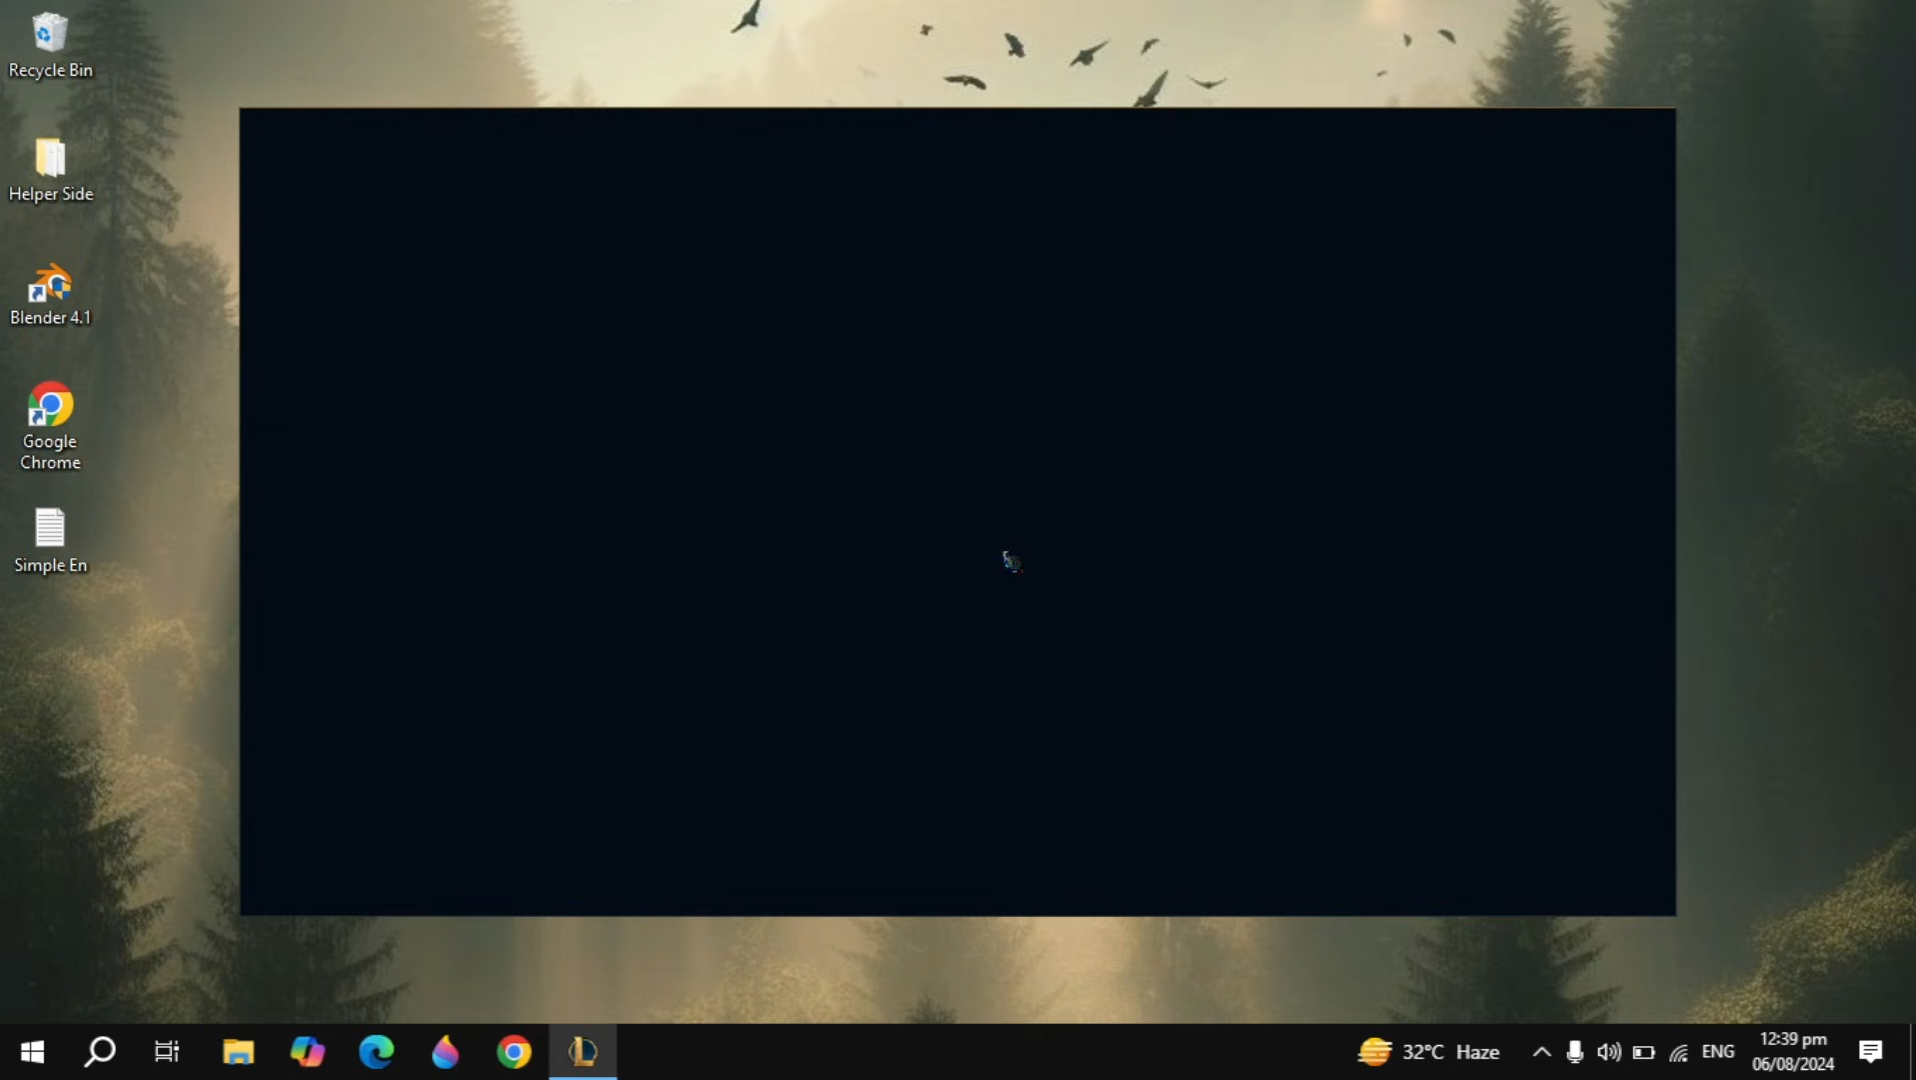 Recycle Bin
Helper Side
Blender 4.1
Google
Chrome
Simple En
32°C Haze
ENG
12:39 pm
06/08/2024